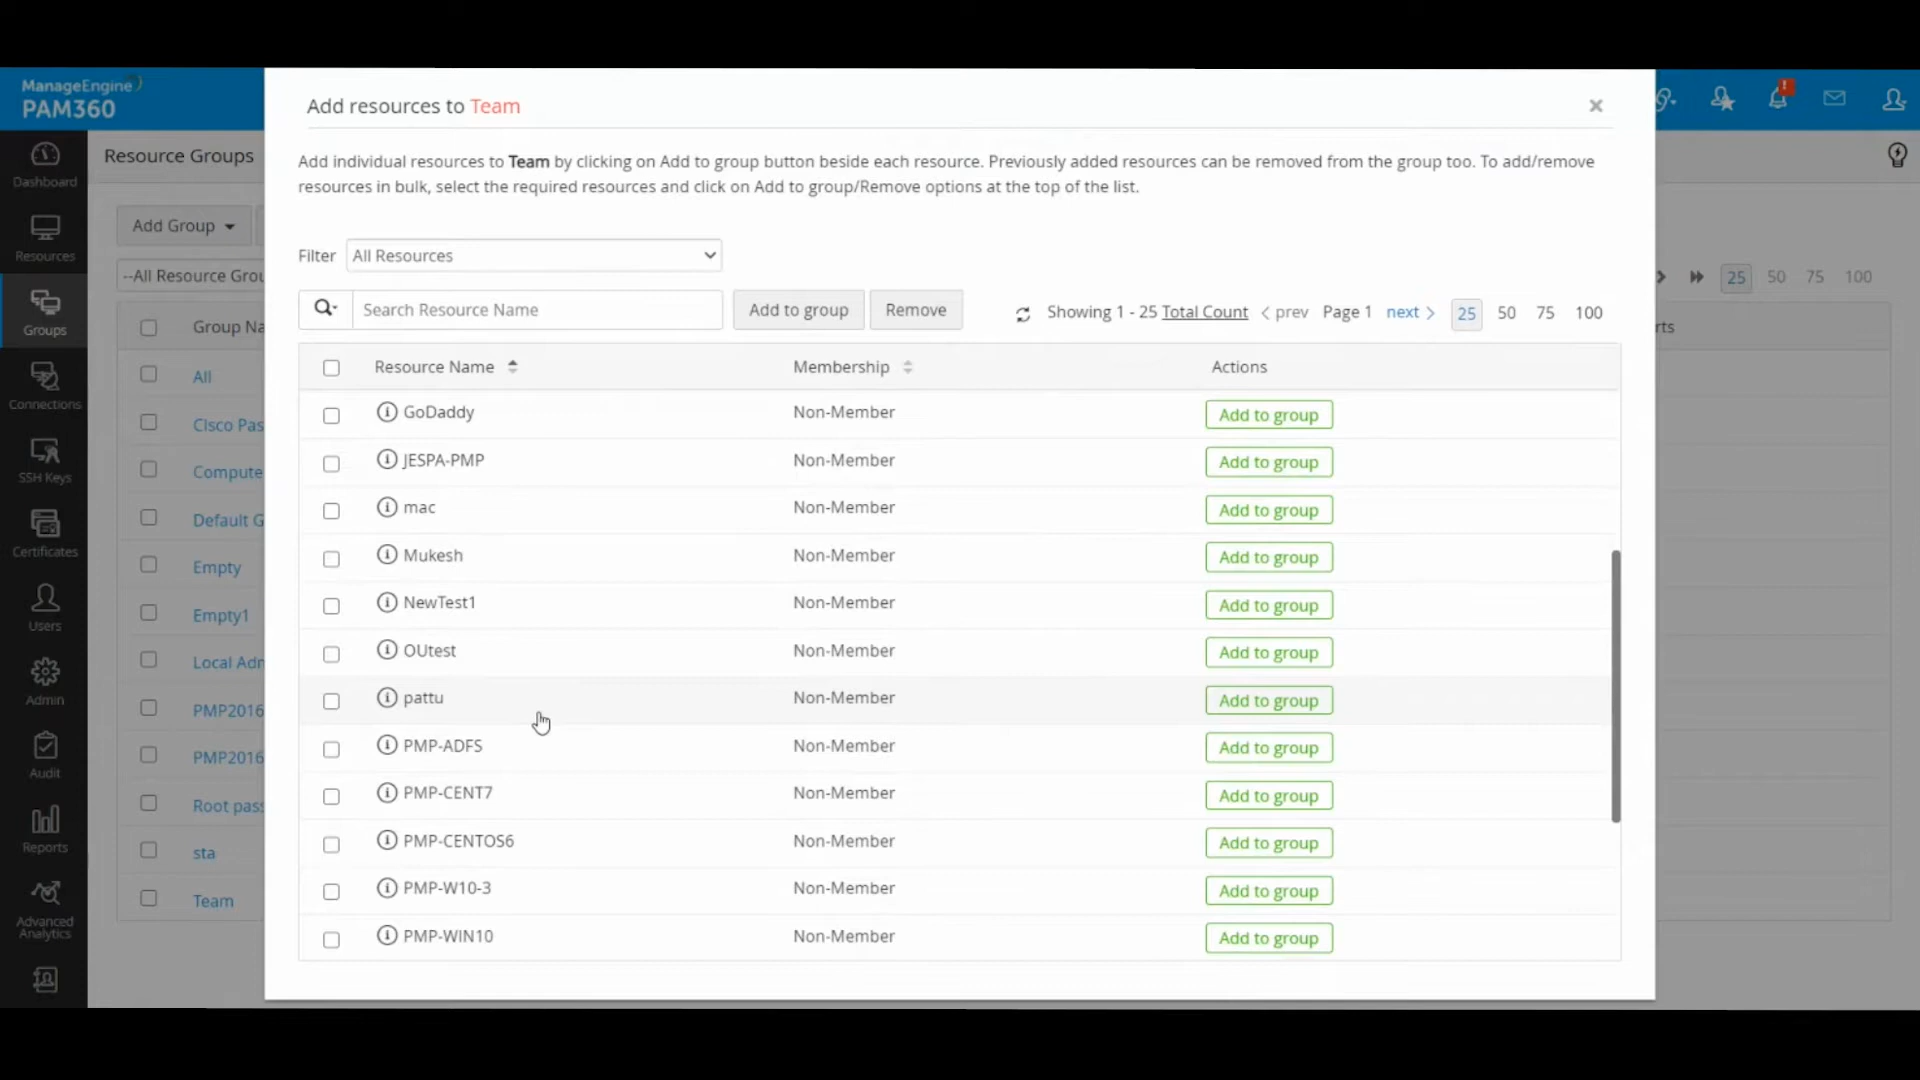 ManageEngine
PAM360
Dashboard
Resources
Groups
Connections
SSH Keys
Certificates
Users
Admin
Audit
Reports
Advanced
Analytics
Resource Groups
Add Group
--All Resource Grou
Group Na
All
Cisco Pas
Compute
Default G
Empty
Empty1
Local Adm
PMP2016
PMP2016
Root pass
sta
Team
Add resources to Team
Add individual resources to Team by clicking on Add to group button beside each resource. Previously added resources can be removed from the group too. To add/remove
resources in bulk, select the required resources and click on Add to group/Remove options at the top of the list.
Filter All Resources
Search Resource Name Add to group Remove Showing 1 - 25 Total Count prev Page 1 next 25 50 75 100
Resource Name Membership Actions
GoDaddy Non-Member Add to group
JESPA-PMP Non-Member Add to group
mac Non-Member Add to group
Mukesh Non-Member Add to group
NewTest1 Non-Member Add to group
OUtest Non-Member Add to group
pattu Non-Member Add to group
PMP-ADFS Non-Member Add to group
PMP-CENT7 Non-Member Add to group
PMP-CENTOS6 Non-Member Add to group
PMP-W10-3 Non-Member Add to group
PMP-WIN10 Non-Member Add to group
25 50 75 100
rts